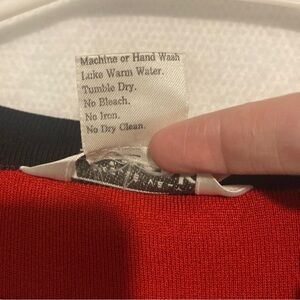 Machine or Hand Wash
Luke Warm Water.
Tumble Dry.
No Bleach.
No Iron.
No Dry Clean.